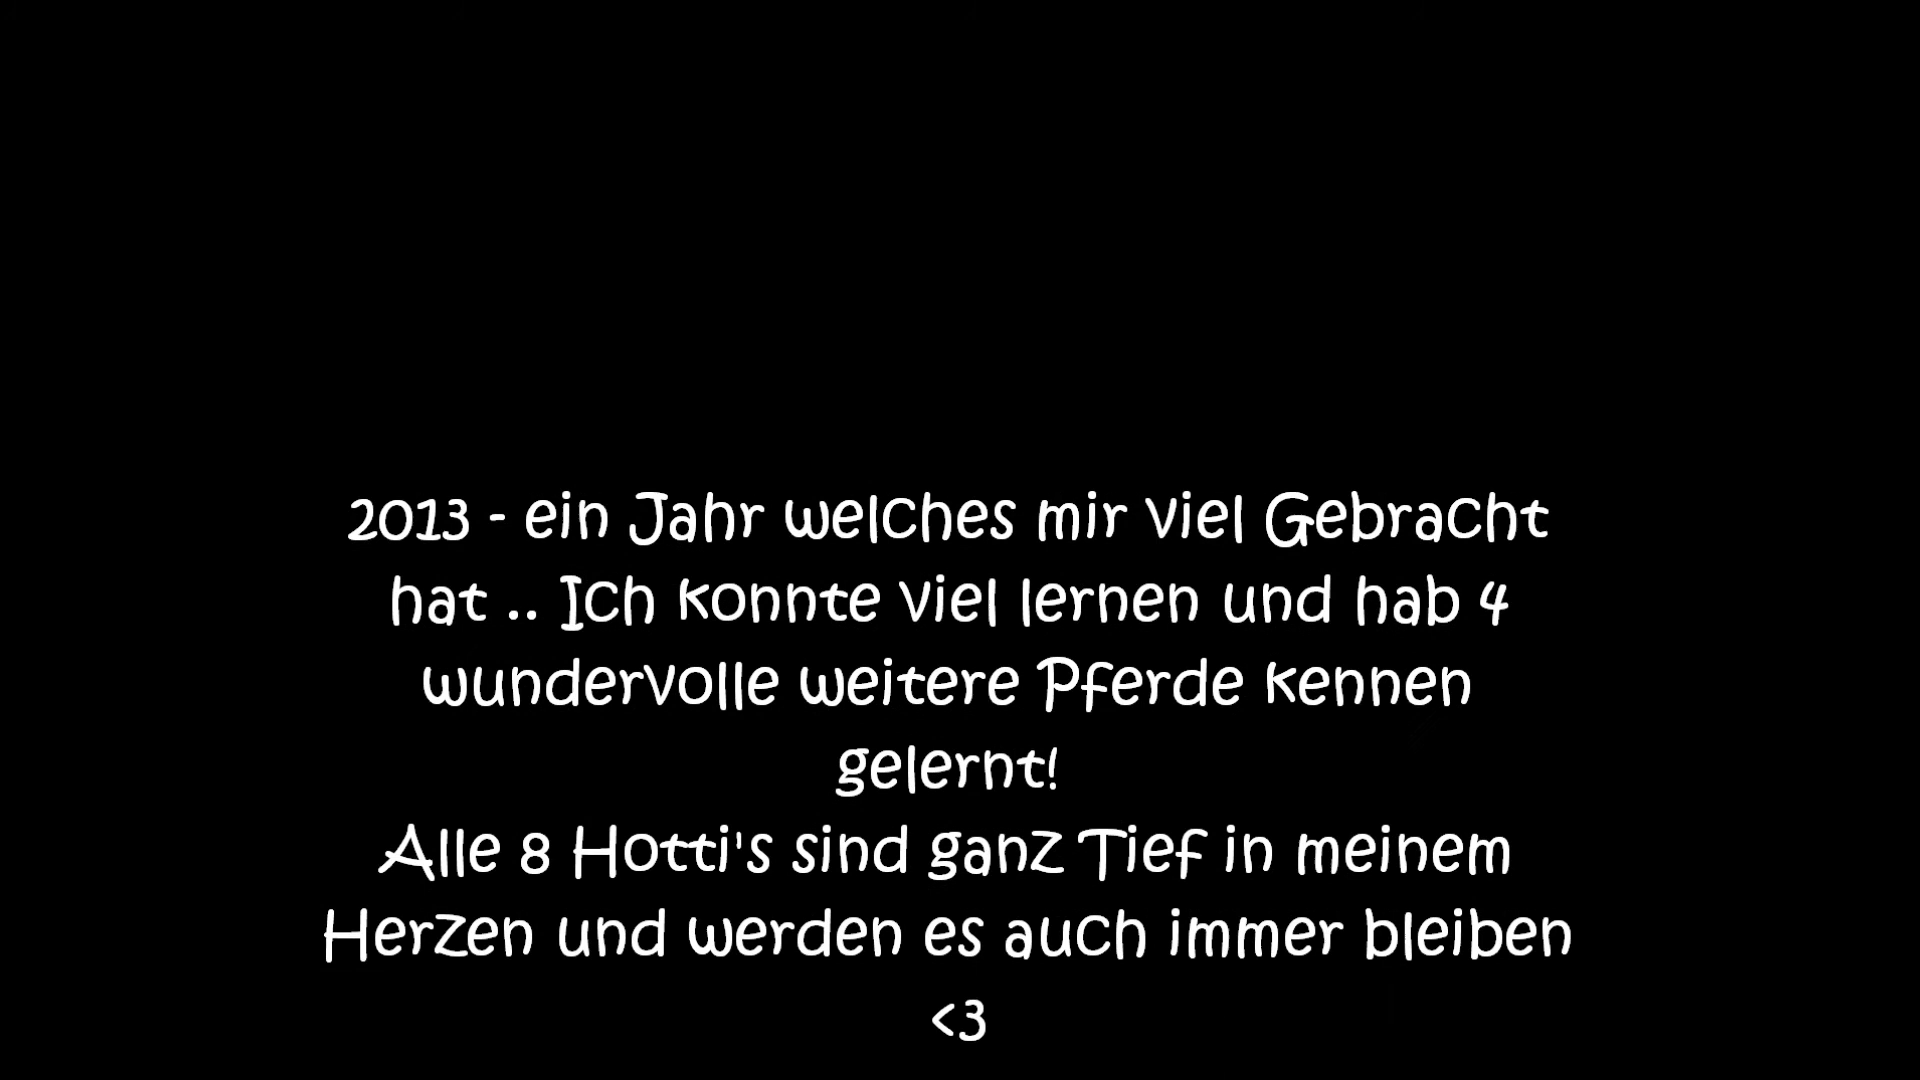 2013 - ein Jahr welches mir viel Gebracht
hat .. Ich konnte viel lernen und hab 4
wundervolle weitere Pferde kennen
gelernt!
Alle 8 Hotti's sind ganz Tief in meinem
Herzen und werden es auch immer bleiben
<3